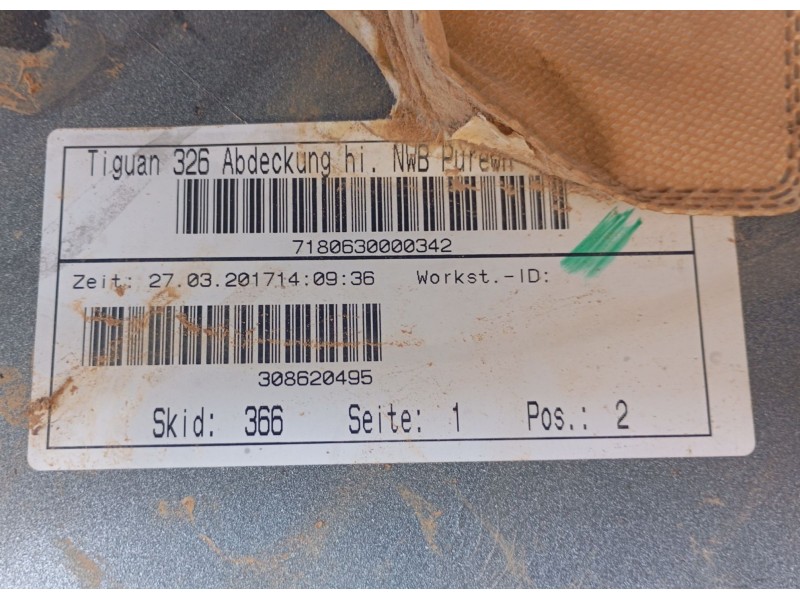 Tiguan 326 Abdeckung hi. NWB
7180630000342
Zeit: 27.03.201714:09:36 Workst.-ID:
308620495
Skid: 366 Seite: 1 Pos.: 2